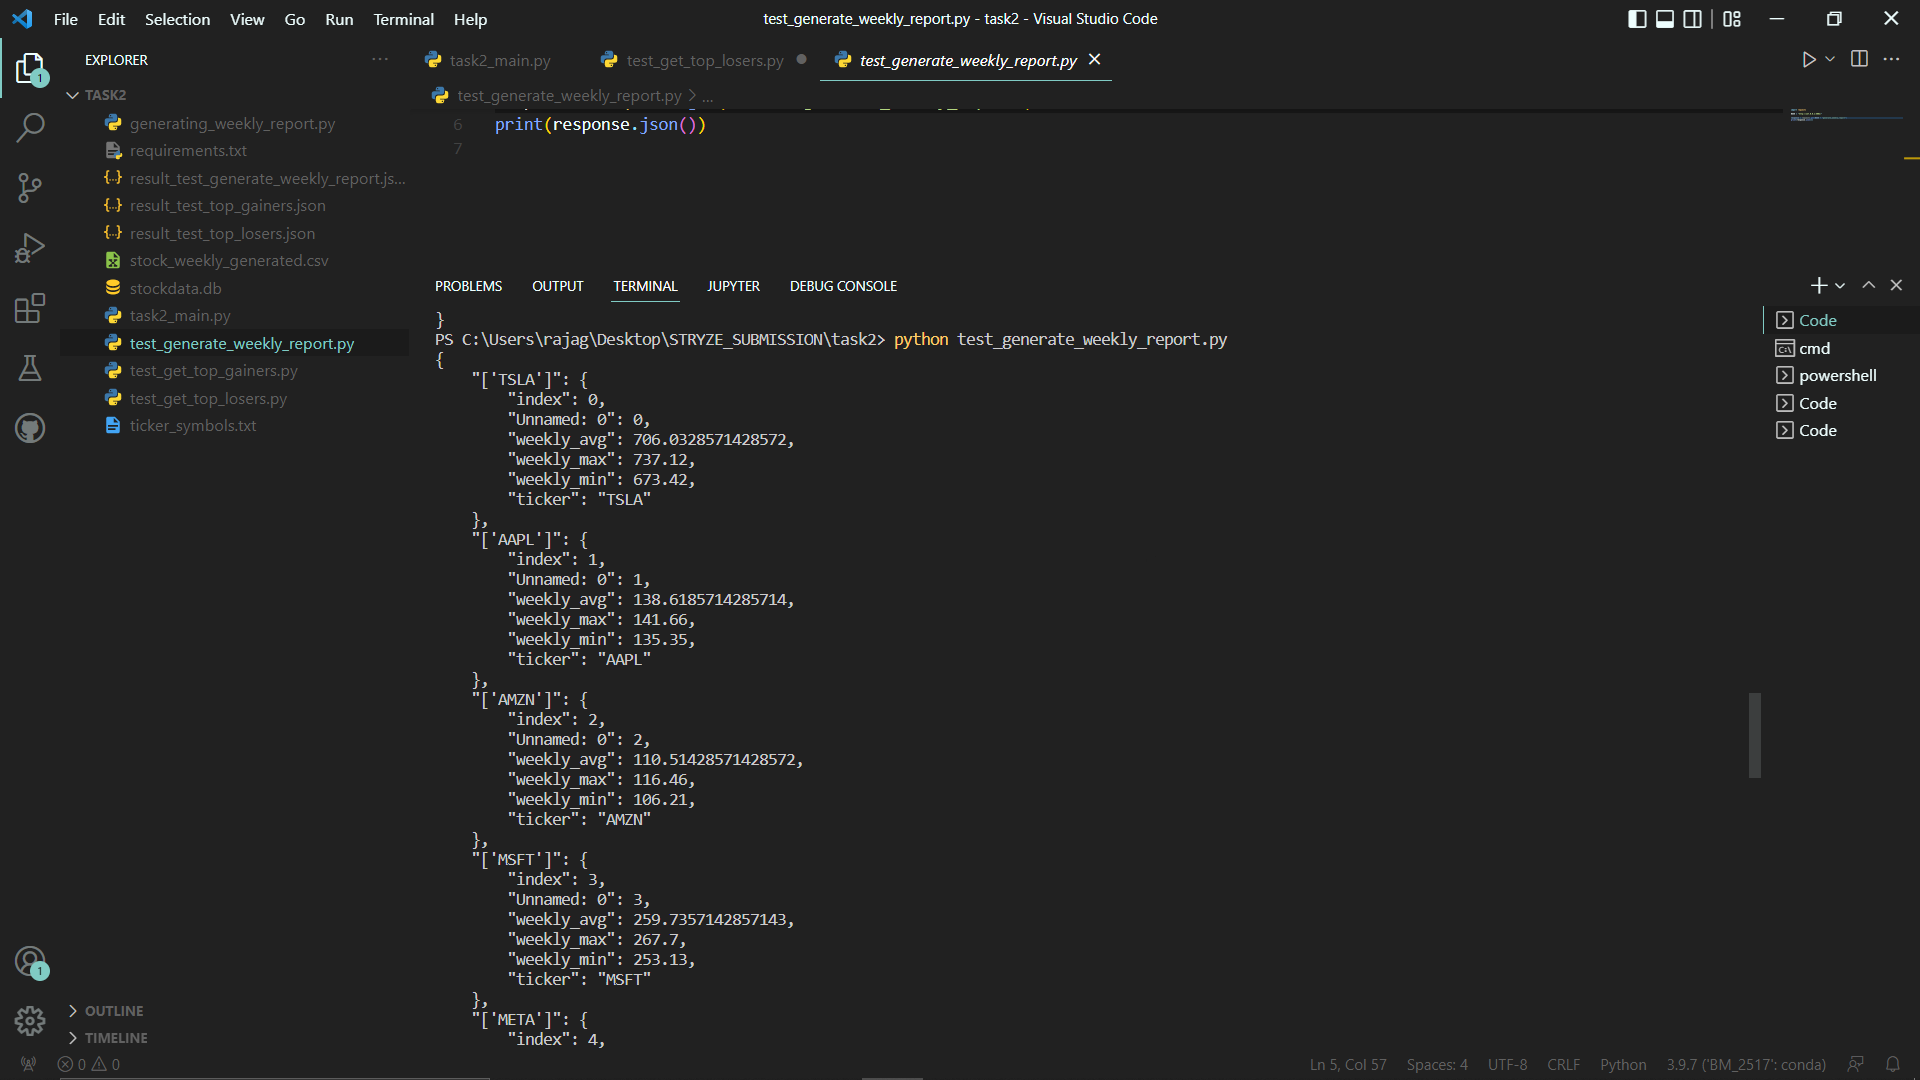 File Edit Selection View Go Run Terminal Help
test_generate_weekly_report.py - task2 - Visual Studio Code
EXPLORER
TASK2
generating_weekly_report.py
requirements.txt
result_test_generate_weekly_report.js...
result_test_top_gainers.json
result_test_top_losers.json
stock_weekly_generated.csv
stockdata.db
task2_main.py
test_generate_weekly_report.py
test_get_top_gainers.py
test_get_top_losers.py
ticker_symbols.txt
OUTLINE
TIMELINE
1
1
task2_main.py test_get_top_losers.py test_generate_weekly_report.py
test_generate_weekly_report.py > ...
6 print(response.json())
7
PROBLEMS OUTPUT TERMINAL JUPYTER DEBUG CONSOLE
}
PS C:\Users\rajag\Desktop\STRYZE_SUBMISSION\task2> python test_generate_weekly_report.py
{
"['TSLA']": {
"index": 0,
"Unnamed: 0": 0,
"weekly_avg": 706.0328571428572,
"weekly_max": 737.12,
"weekly_min": 673.42,
"ticker": "TSLA"
},
"['AAPL']": {
"index": 1,
"Unnamed: 0": 1,
"weekly_avg": 138.6185714285714,
"weekly_max": 141.66,
"weekly_min": 135.35,
"ticker": "AAPL"
},
"['AMZN']": {
"index": 2,
"Unnamed: 0": 2,
"weekly_avg": 110.51428571428572,
"weekly_max": 116.46,
"weekly_min": 106.21,
"ticker": "AMZN"
},
"['MSFT']": {
"index": 3,
"Unnamed: 0": 3,
"weekly_avg": 259.7357142857143,
"weekly_max": 267.7,
"weekly_min": 253.13,
"ticker": "MSFT"
},
"['META']": {
"index": 4,
Code
cmd
powershell
Code
Code
0 0
Ln 5, Col 57 Spaces: 4 UTF-8 CRLF Python 3.9.7 ('BM_2517': conda)